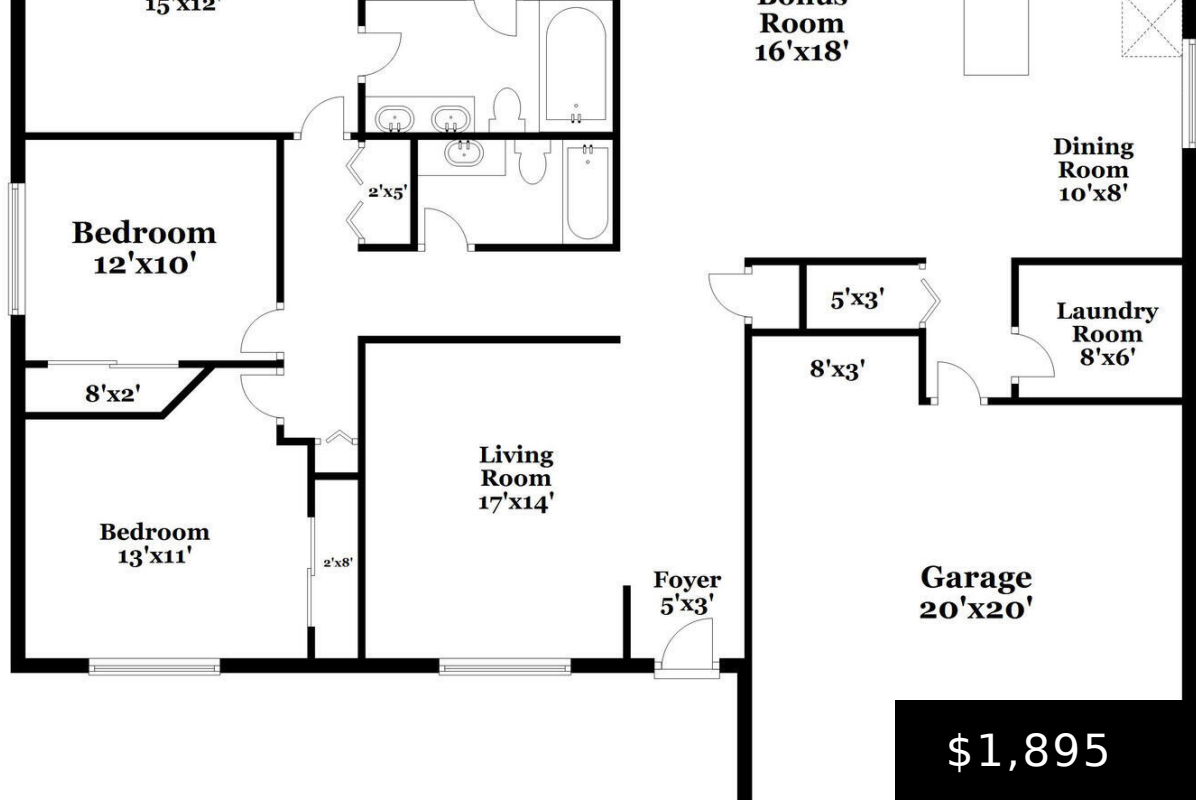 15'x12'
Bonus
Room
16'x18'
Dining
Room
10'x8'
2'x5'
Bedroom
12'x10'
5'x3'
Laundry
Room
8'x6'
8'x3'
8'x2'
Living
Room
17'x14'
Bedroom
13'x11'
2'x8'
Foyer
5'x3'
Garage
20'x20'
$1,895